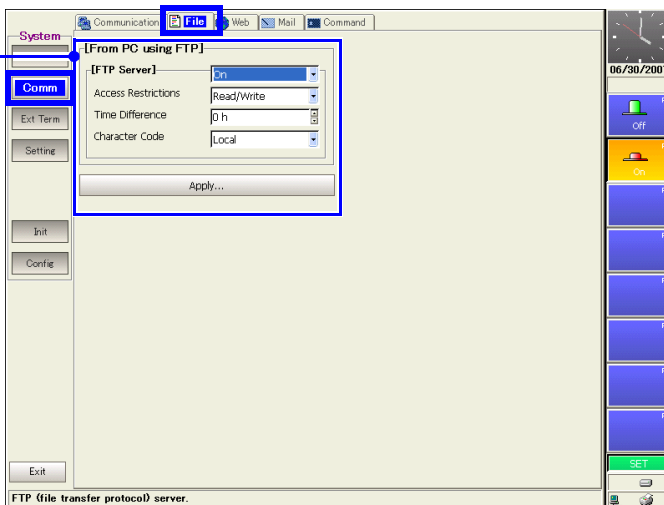 System
Communication File Web Mail Command
[From PC using FTP]
[FTP Server] On
Access Restrictions Read/Write
Time Difference 0 h
Character Code Local
Apply...
Comm
Ext Term
Setting
Init
Config
Exit
FTP (file transfer protocol) server.
06/30/200
Off
On
SET